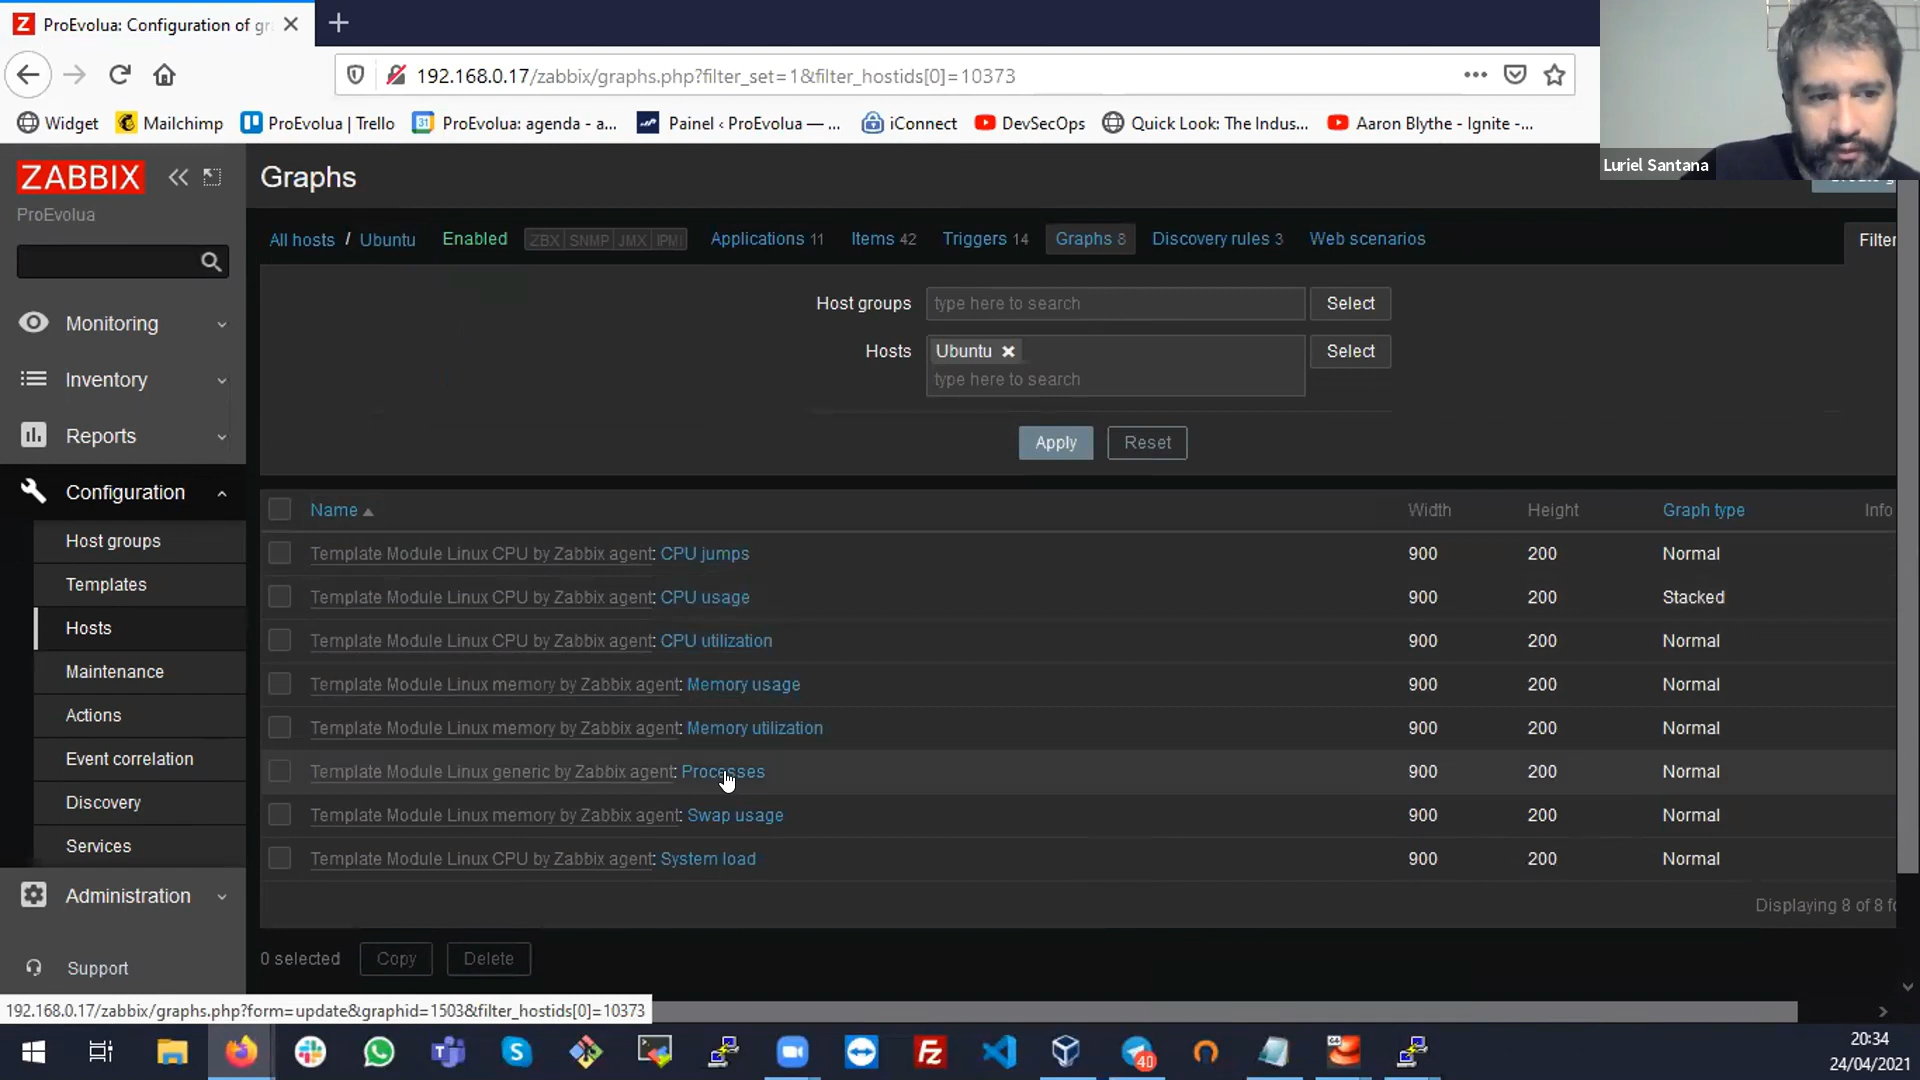 ProEvolua: Configuration of gr
192.168.0.17/zabbix/graphs.php?filter_set=1&filter_hostids[0]=10373
Widget Mailchimp ProEvolua | Trello 31 ProEvolua: agenda - a... Painel ‹ ProEvolua — ... iConnect DevSecOps Quick Look: The Indus... Aaron Blythe - Ignite -...
Luriel Santana
ZABBIX
ProEvolua
Monitoring
Inventory
Reports
Configuration
Host groups
Templates
Hosts
Maintenance
Actions
Event correlation
Discovery
Services
Administration
Support
Graphs
All hosts / Ubuntu Enabled ZBX SNMP JMX IPMI Applications 11 Items 42 Triggers 14 Graphs 8 Discovery rules 3 Web scenarios Filter
Host groups type here to search Select
Hosts Ubuntu Select
type here to search
Apply Reset
Name Width Height Graph type Info
Template Module Linux CPU by Zabbix agent: CPU jumps 900 200 Normal
Template Module Linux CPU by Zabbix agent: CPU usage 900 200 Stacked
Template Module Linux CPU by Zabbix agent: CPU utilization 900 200 Normal
Template Module Linux memory by Zabbix agent: Memory usage 900 200 Normal
Template Module Linux memory by Zabbix agent: Memory utilization 900 200 Normal
Template Module Linux generic by Zabbix agent: Processes 900 200 Normal
Template Module Linux memory by Zabbix agent: Swap usage 900 200 Normal
Template Module Linux CPU by Zabbix agent: System load 900 200 Normal
Displaying 8 of 8 fo
0 selected Copy Delete
192.168.0.17/zabbix/graphs.php?form=update&graphid=1503&filter_hostids[0]=10373
40
20:34
24/04/2021